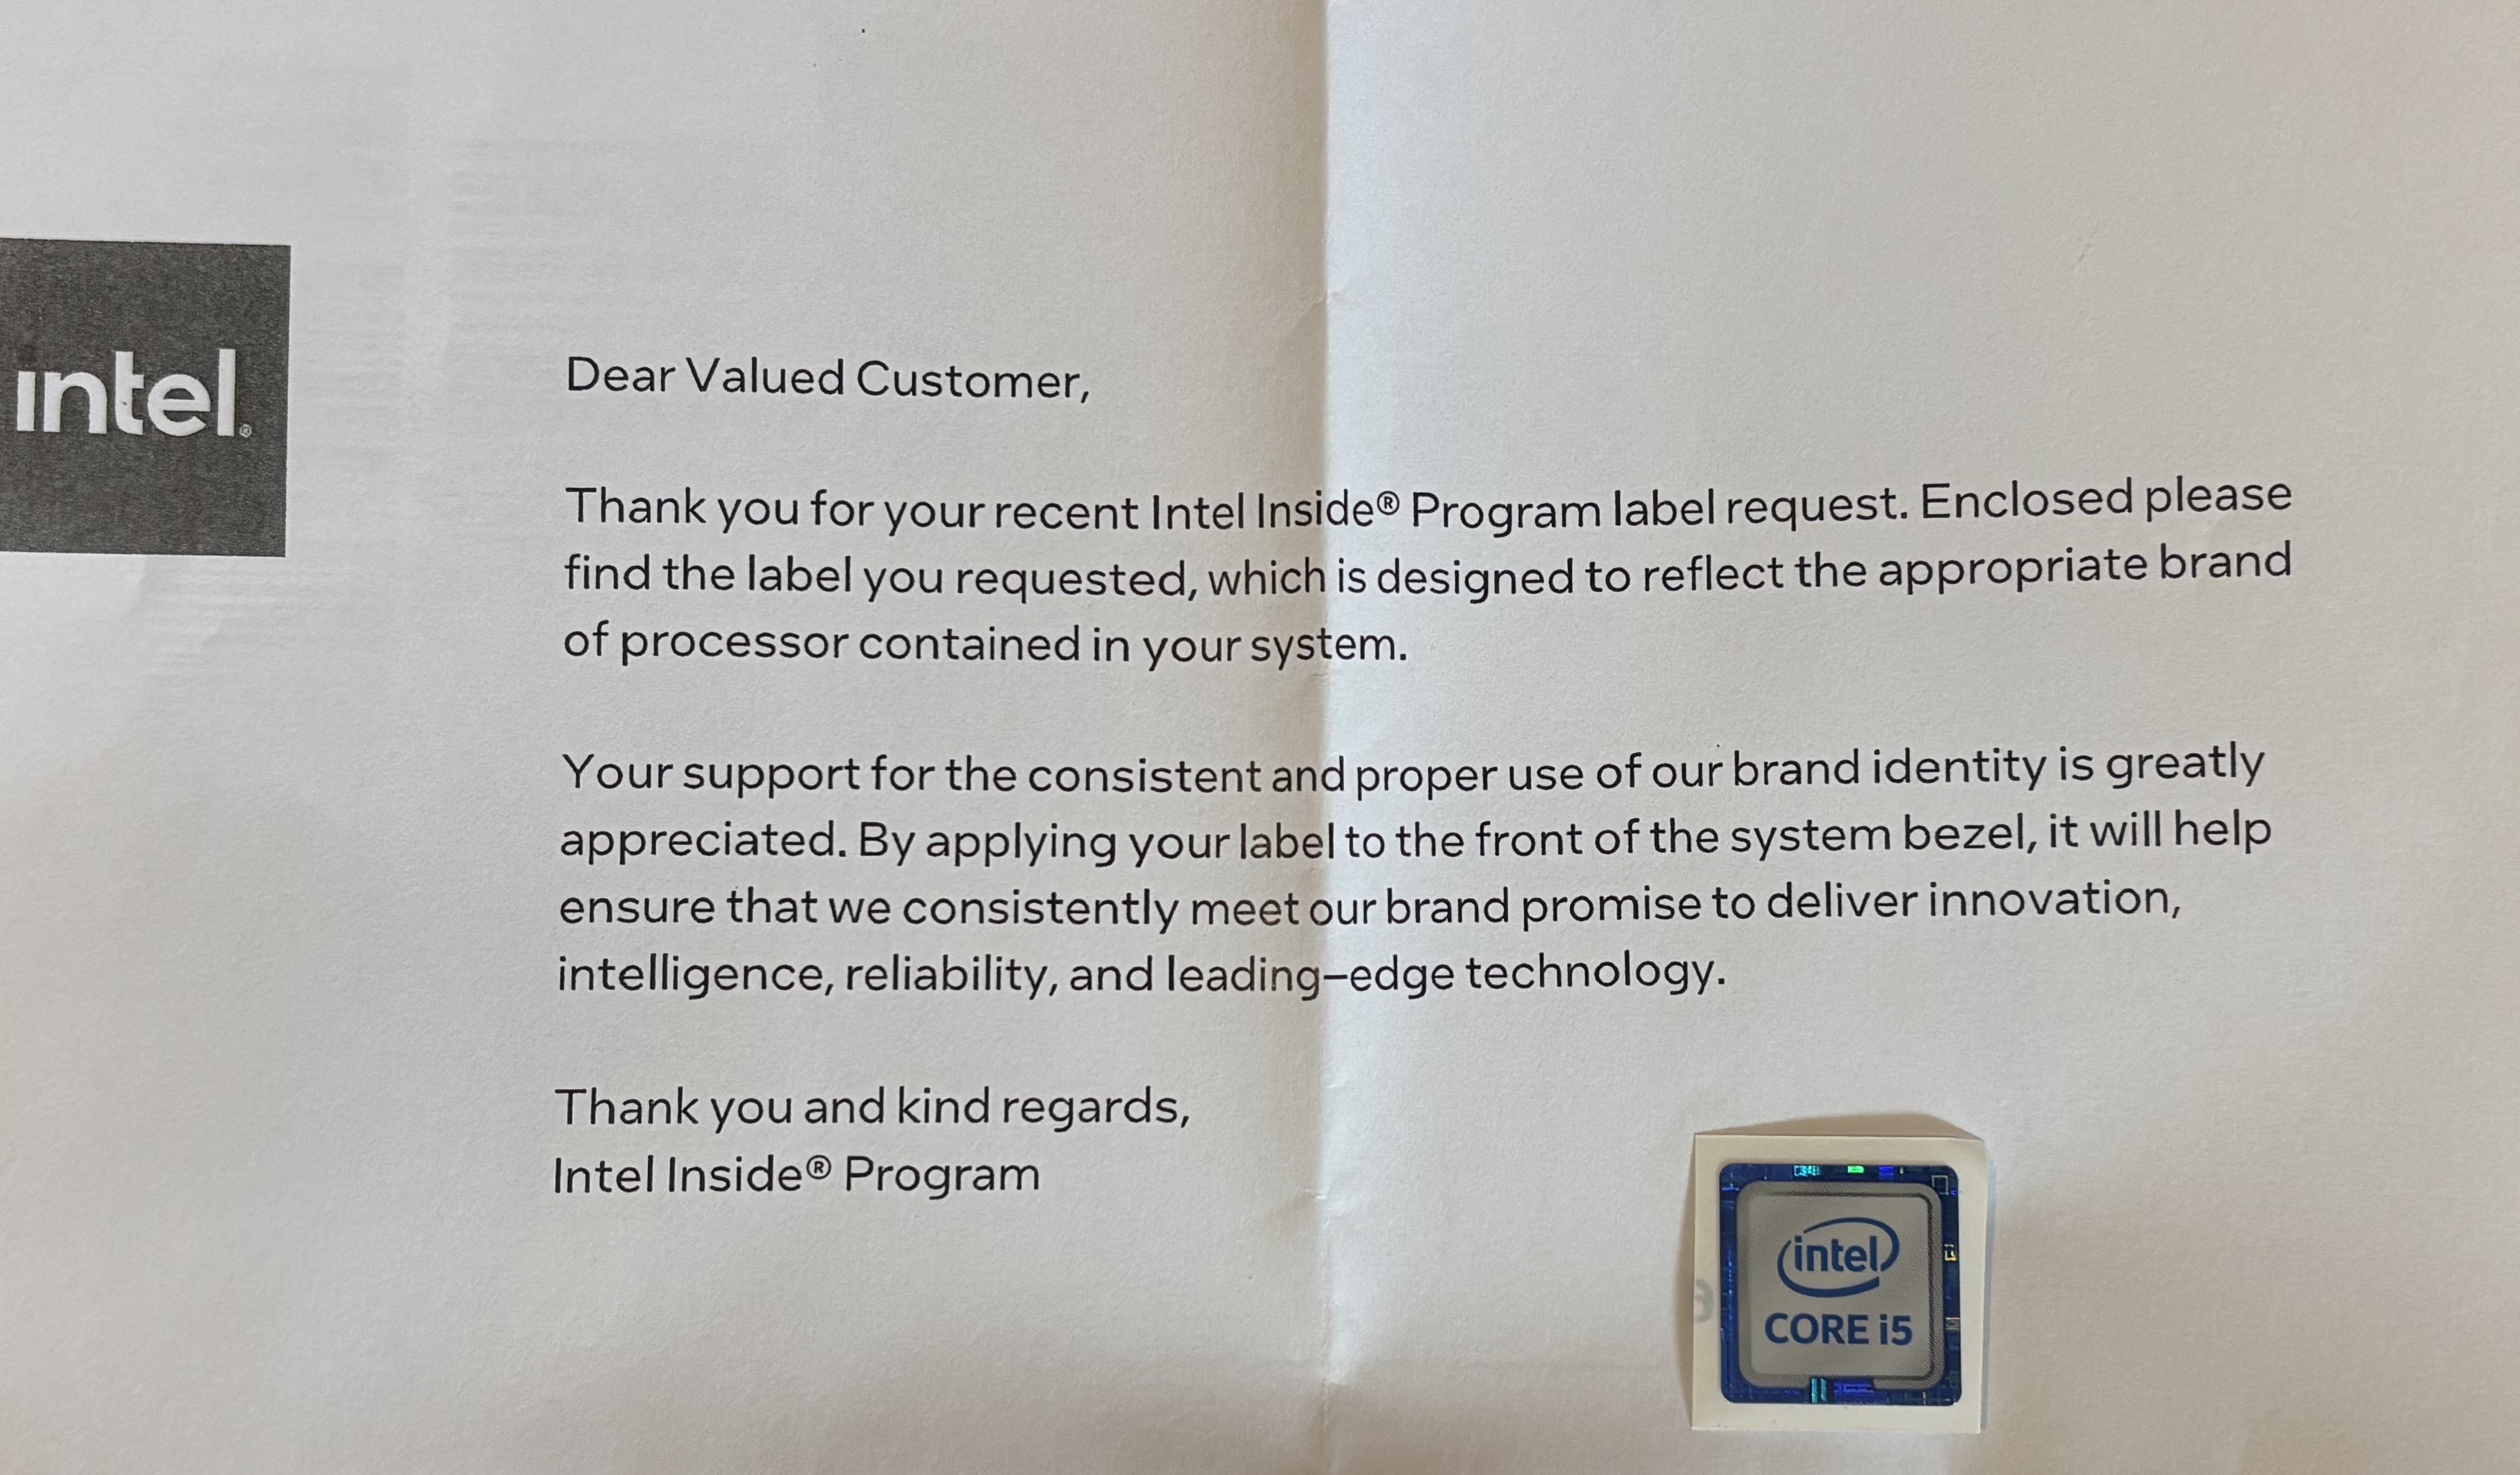 intel®
Dear Valued Customer,
Thank you for your recent Intel Inside® Program label request. Enclosed please
find the label you requested, which is designed to reflect the appropriate brand
of processor contained in your system.
Your support for the consistent and proper use of our brand identity is greatly
appreciated. By applying your label to the front of the system bezel, it will help
ensure that we consistently meet our brand promise to deliver innovation,
intelligence, reliability, and leading–edge technology.
Thank you and kind regards,
Intel Inside® Program
intel
CORE i5